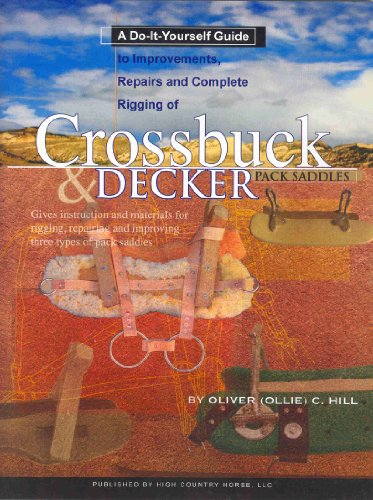 A Do-It-Yourself Guide
to Improvements,
Repairs and Complete
Rigging of
Crossbuck
& DECKER
PACK SADDLES
Gives instruction and materials for
rigging, repairing and improving
three types of pack saddles
BY OLIVER (OLLIE) C. HILL
PUBLISHED BY HIGH COUNTRY HORSE, LLC